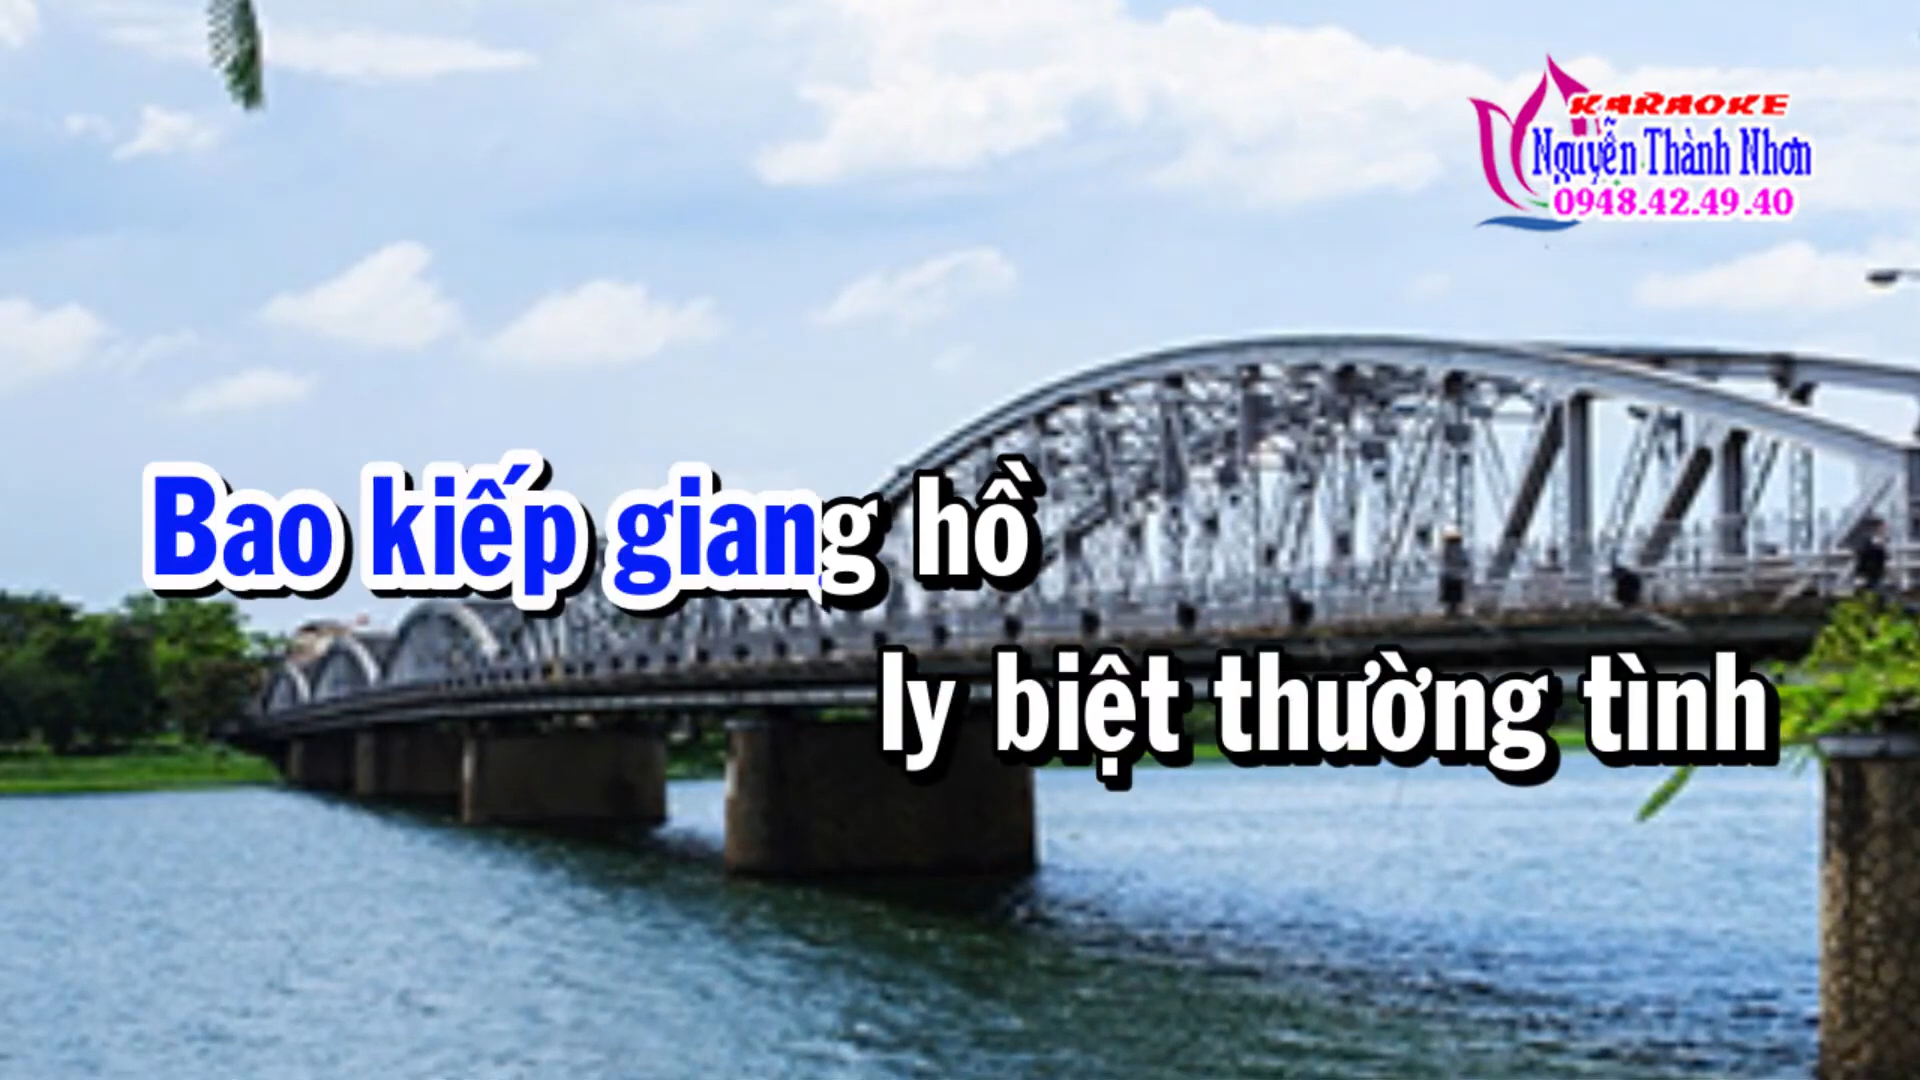 KARAOKE
Nguyễn Thành Nhơn
0948.42.49.40
Bao kiếp giang hồ
ly biệt thường tình